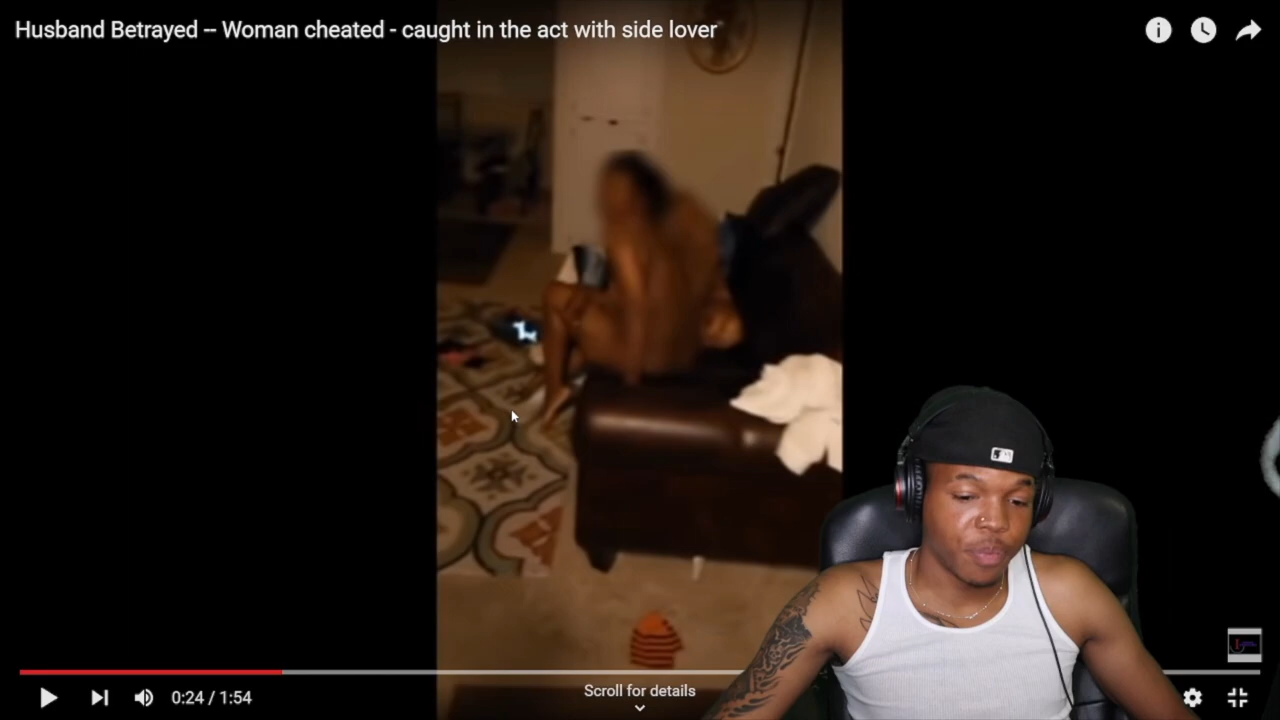 Husband Betrayed -- Woman cheated - caught in the act with side lover
0:24 / 1:54
Scroll for details